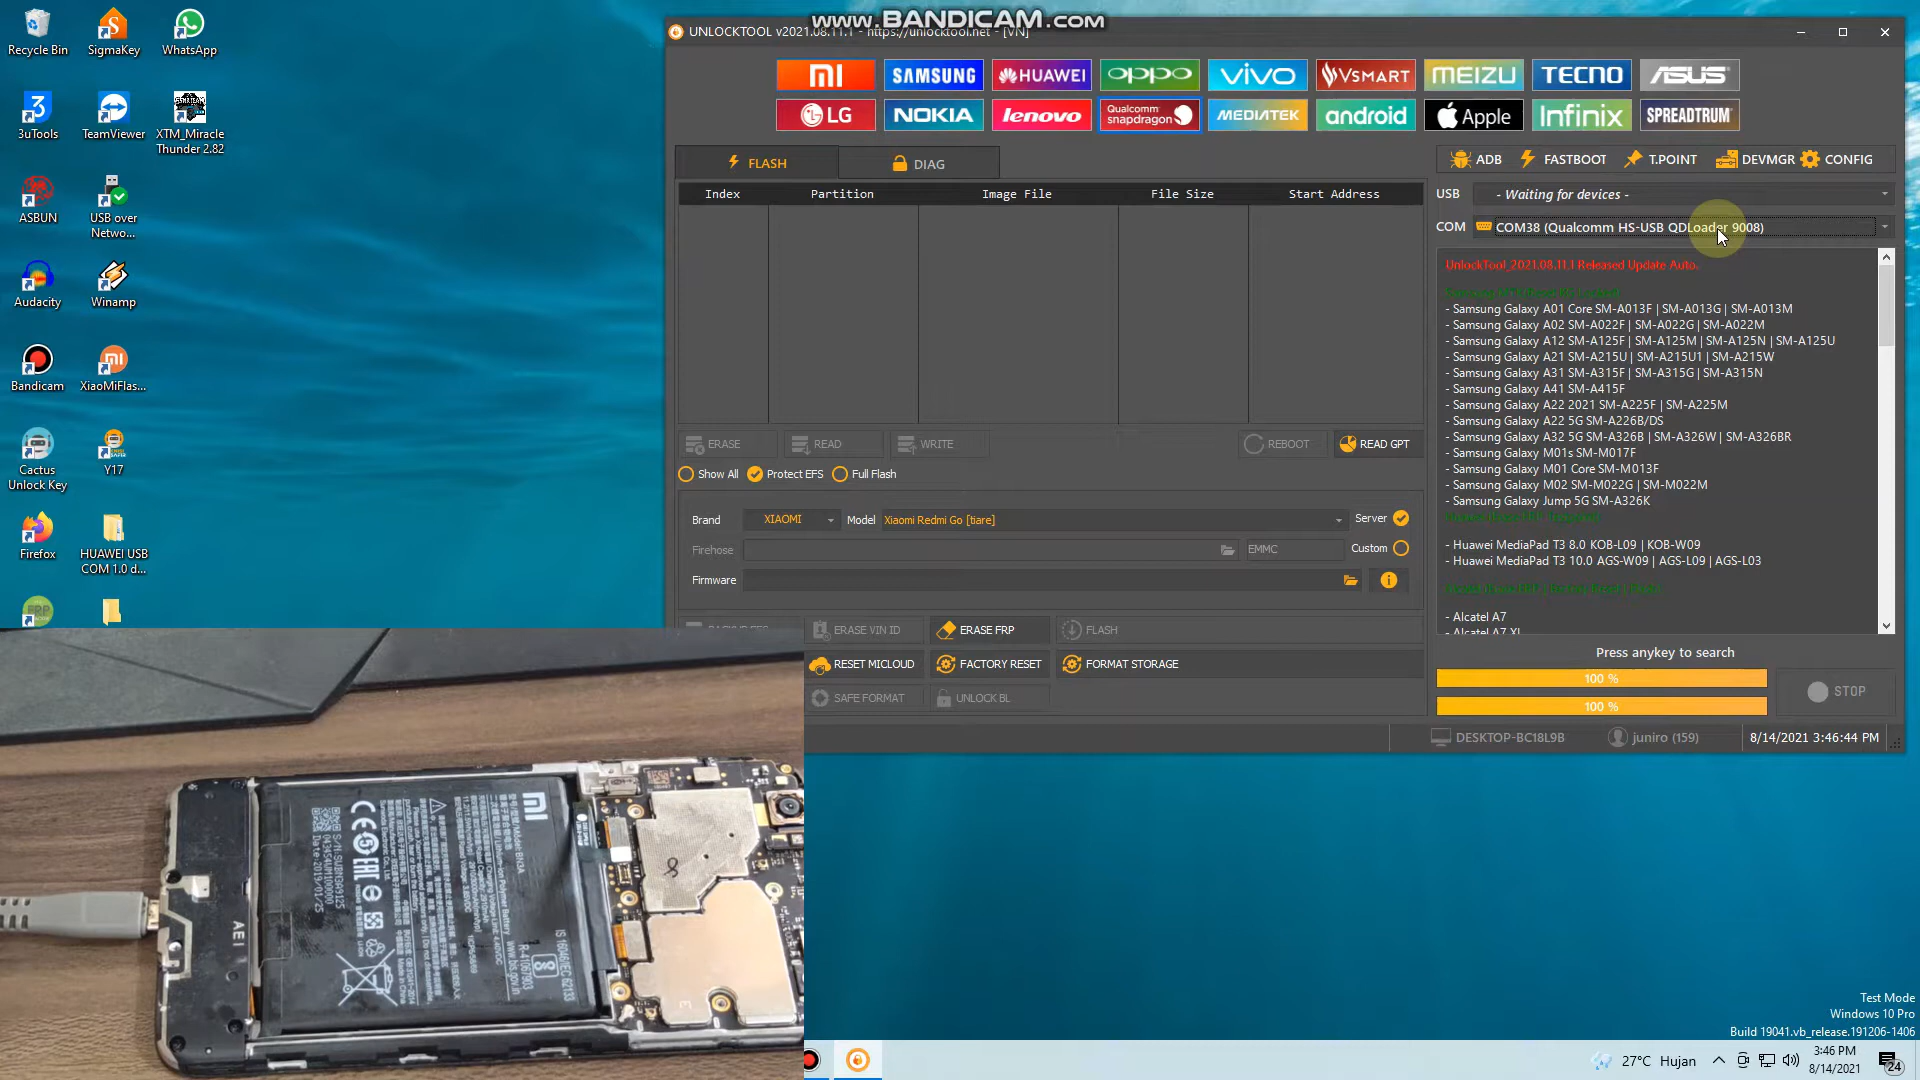 WWW.BANDICAM.COM
UNLOCKTOOL v2021.08.11.1 - https://unlocktool.net - [VN]
Recycle Bin
SigmaKey
WhatsApp
3uTools
TeamViewer
XTM_Miracle
Thunder 2.82
ASBUN
USB over
Netwo...
Audacity
Winamp
Bandicam
XiaoMiFlas...
Cactus
Unlock Key
Y17
Firefox
HUAWEI USB
COM 1.0 d...
FRP
mi
SAMSUNG
HUAWEI
oppo
vivo
VSMART
MEIZU
TECNO
ASUS
LG
NOKIA
lenovo
Qualcomm
snapdragon
MEDIATEK
android
Apple
Infinix
SPREADTRUM
FLASH
DIAG
ADB
FASTBOOT
T.POINT
DEVMGR
CONFIG
Index
Partition
Image File
File Size
Start Address
USB
- Waiting for devices -
COM
COM38 (Qualcomm HS-USB QDLoader 9008)
UnlockTool_2021.08.11.1 Released Update Auto.
- Samsung Galaxy A01 Core SM-A013F | SM-A013G | SM-A013M
- Samsung Galaxy A02 SM-A022F | SM-A022G | SM-A022M
- Samsung Galaxy A12 SM-A125F | SM-A125M | SM-A125N | SM-A125U
- Samsung Galaxy A21 SM-A215U | SM-A215U1 | SM-A215W
- Samsung Galaxy A31 SM-A315F | SM-A315G | SM-A315N
- Samsung Galaxy A41 SM-A415F
- Samsung Galaxy A22 2021 SM-A225F | SM-A225M
- Samsung Galaxy A22 5G SM-A226B/DS
- Samsung Galaxy A32 5G SM-A326B | SM-A326W | SM-A326BR
- Samsung Galaxy M01s SM-M017F
- Samsung Galaxy M01 Core SM-M013F
- Samsung Galaxy M02 SM-M022G | SM-M022M
- Samsung Galaxy Jump 5G SM-A326K
- Huawei MediaPad T3 8.0 KOB-L09 | KOB-W09
- Huawei MediaPad T3 10.0 AGS-W09 | AGS-L09 | AGS-L03
- Alcatel A7
- Alcatel A7 XL
ERASE
READ
WRITE
REBOOT
READ GPT
Show All
Protect EFS
Full Flash
Brand
XIAOMI
Model
Xiaomi Redmi Go [tiare]
Server
Firehose
EMMC
Custom
Firmware
ERASE VIN ID
ERASE FRP
FLASH
RESET MICLOUD
FACTORY RESET
FORMAT STORAGE
SAFE FORMAT
UNLOCK BL
Press anykey to search
100 %
100 %
STOP
DESKTOP-BC18L9B
juniro (159)
8/14/2021 3:46:44 PM
AEI
mi
CE
8
Test Mode
Windows 10 Pro
Build 19041.vb_release.191206-1406
27°C Hujan
3:46 PM
8/14/2021
24